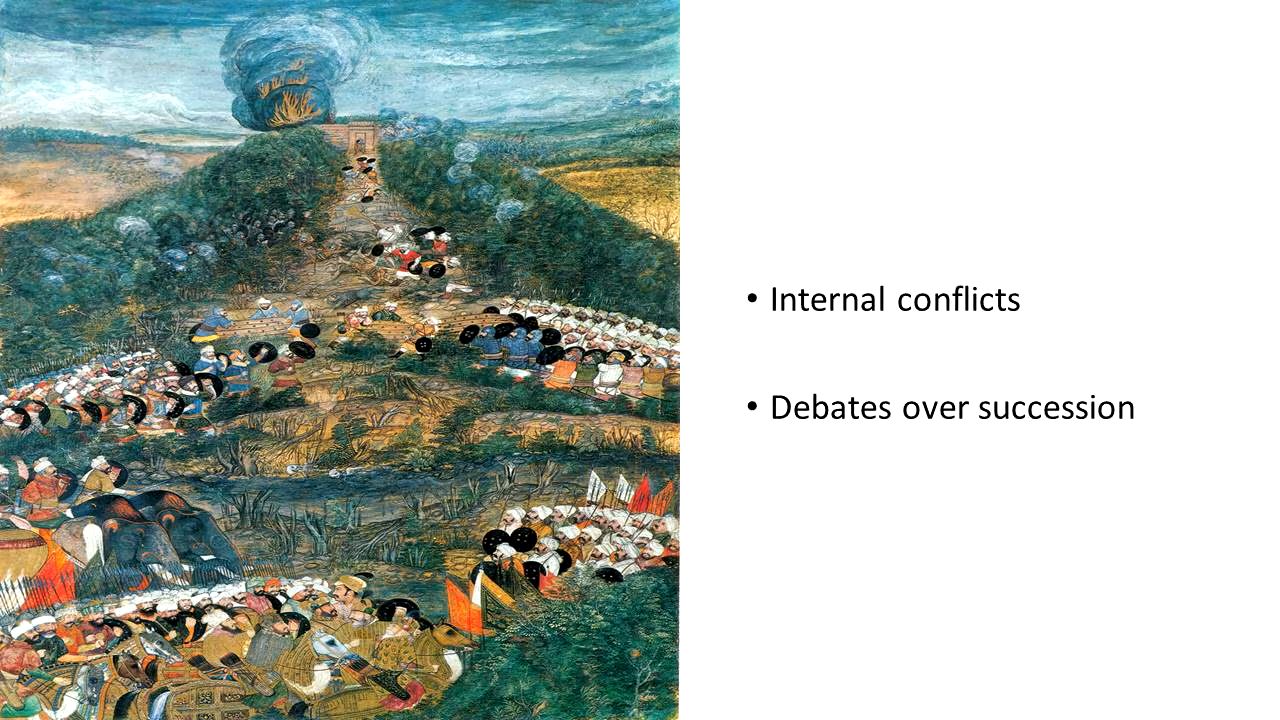 • Internal conflicts
• Debates over succession